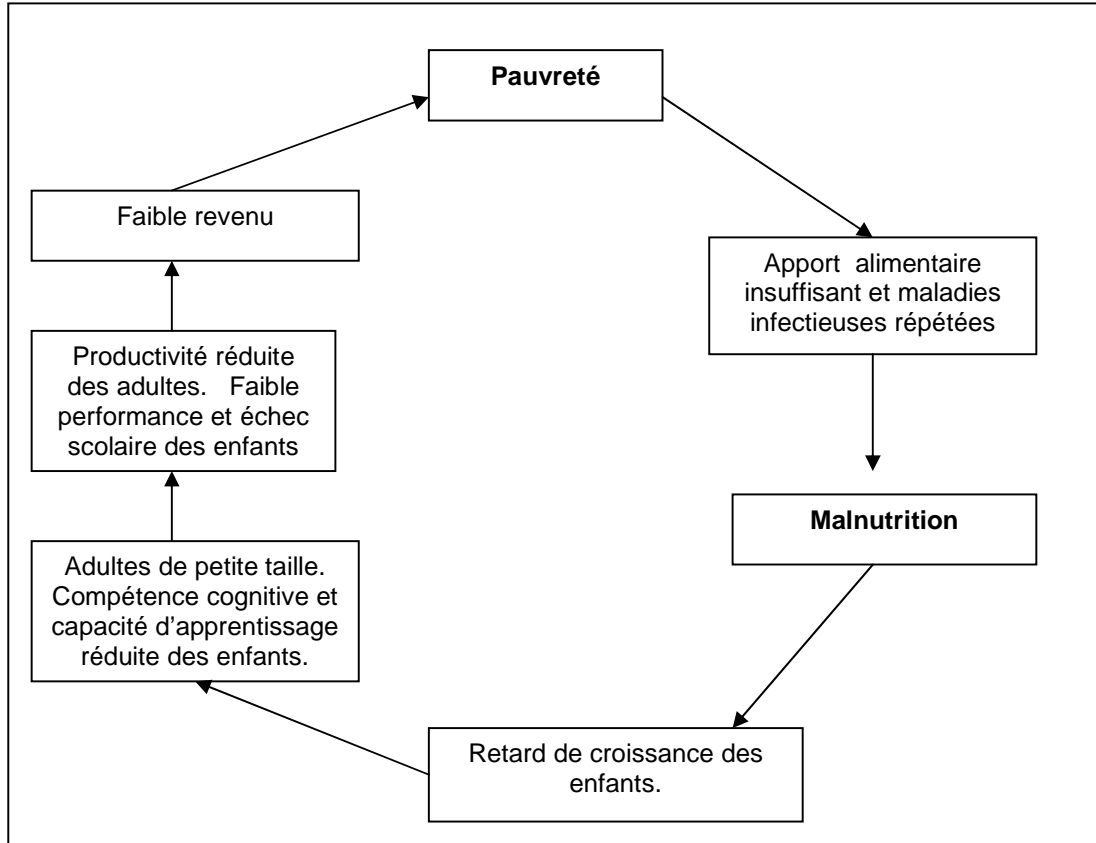 Pauvreté
Faible revenu
Apport  alimentaire
insuffisant et maladies
infectieuses répétées
Productivité réduite
des adultes.   Faible
performance et échec
scolaire des enfants
Malnutrition
Adultes de petite taille.
Compétence cognitive et
capacité d'apprentissage
réduite des enfants.
Retard de croissance des
enfants.